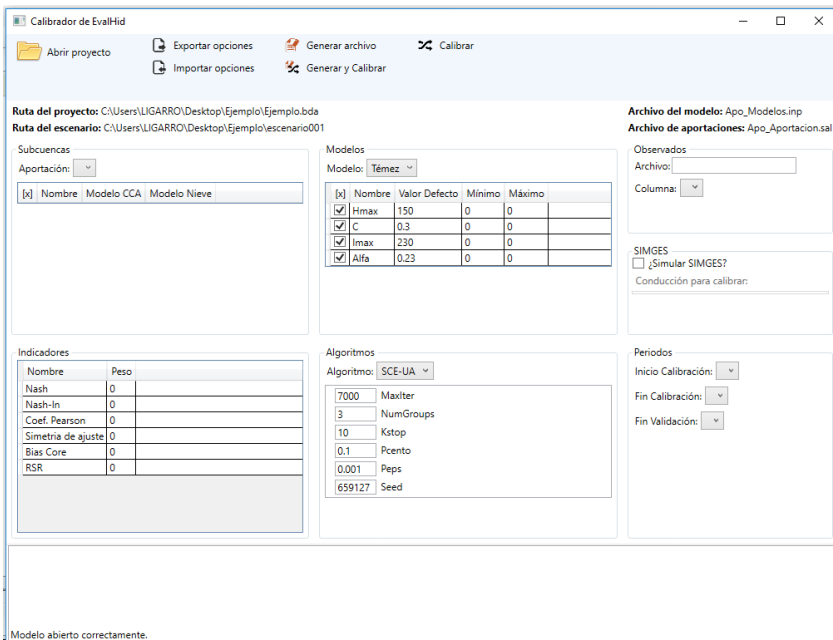 Calibrador de EvalHid
Abrir proyecto
Exportar opciones
Generar archivo
Calibrar
Importar opciones
Generar y Calibrar
Ruta del proyecto: C:\Users\LIGARRO\Desktop\Ejemplo\Ejemplo.bda
Archivo del modelo: Apo_Modelos.inp
Ruta del escenario: C:\Users\LIGARRO\Desktop\Ejemplo\escenario001
Archivo de aportaciones: Apo_Aportacion.sal
Subcuencas
Aportación:
[x] Nombre Modelo CCA Modelo Nieve
Modelos
Modelo: Témez
[x] Nombre Valor Defecto Mínimo Máximo
Hmax 150 0 0
C 0.3 0 0
Imax 230 0 0
Alfa 0.23 0 0
Observados
Archivo:
Columna:
SIMGES
¿Simular SIMGES?
Conducción para calibrar:
Indicadores
Nombre Peso
Nash 0
Nash-In 0
Coef. Pearson 0
Simetria de ajuste 0
Bias Core 0
RSR 0
Algoritmos
Algoritmo: SCE-UA
7000 MaxIter
3 NumGroups
10 Kstop
0.1 Pcento
0.001 Peps
659127 Seed
Periodos
Inicio Calibración:
Fin Calibración:
Fin Validación:
Modelo abierto correctamente.